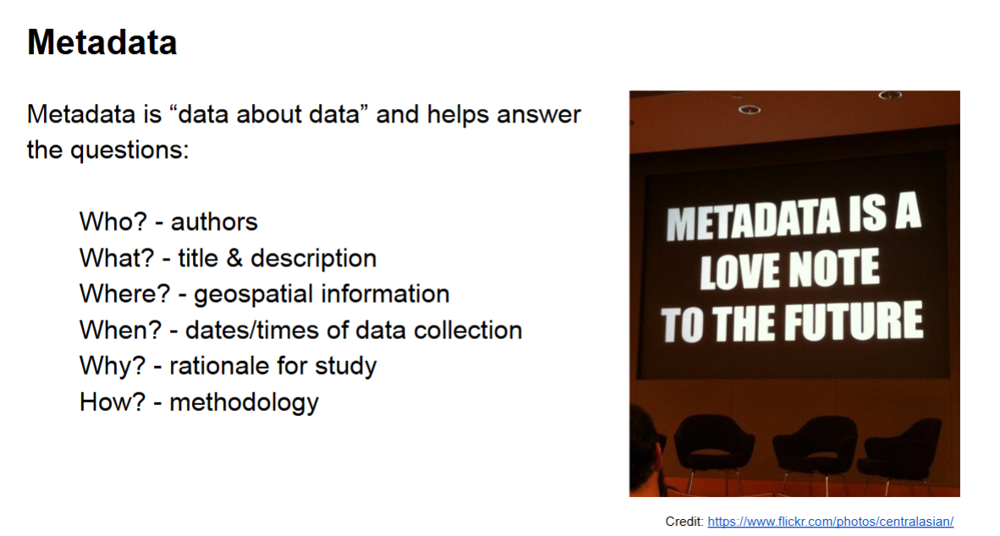 Metadata
Metadata is “data about data” and helps answer
the questions:
Who? - authors
What? - title & description
Where? - geospatial information
When? - dates/times of data collection
Why? - rationale for study
How? - methodology
METADATA IS A
LOVE NOTE
TO THE FUTURE
Credit: https://www.flickr.com/photos/centralasian/